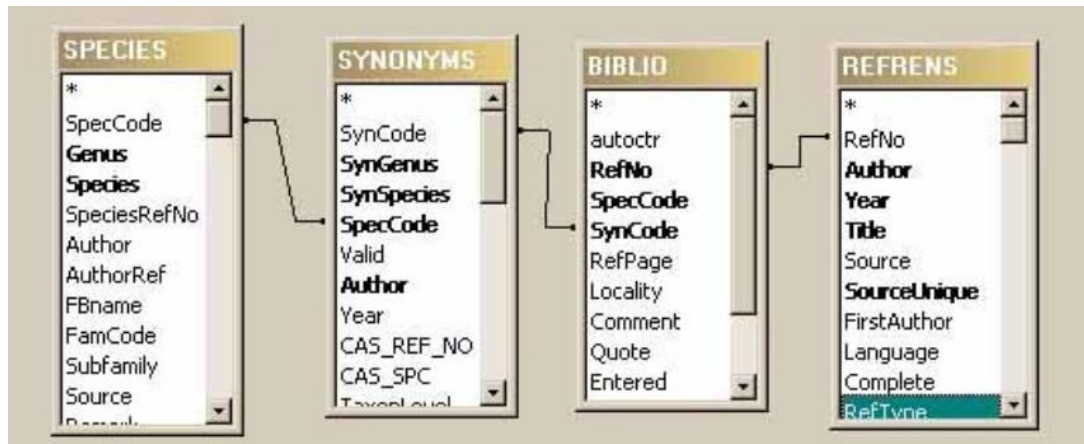 SPECIES
*
SpecCode
Genus
Species
SpeciesRefNo
Author
AuthorRef
FBname
FamCode
Subfamily
Source
Remark
SYNONYMS
*
SynCode
SynGenus
SynSpecies
SpecCode
Valid
Author
Year
CAS_REF_NO
CAS_SPC
TaxonLevel
BIBLIO
*
autoctr
RefNo
SpecCode
SynCode
RefPage
Locality
Comment
Quote
Entered
REFRENS
*
RefNo
Author
Year
Title
Source
SourceUnique
FirstAuthor
Language
Complete
RefType